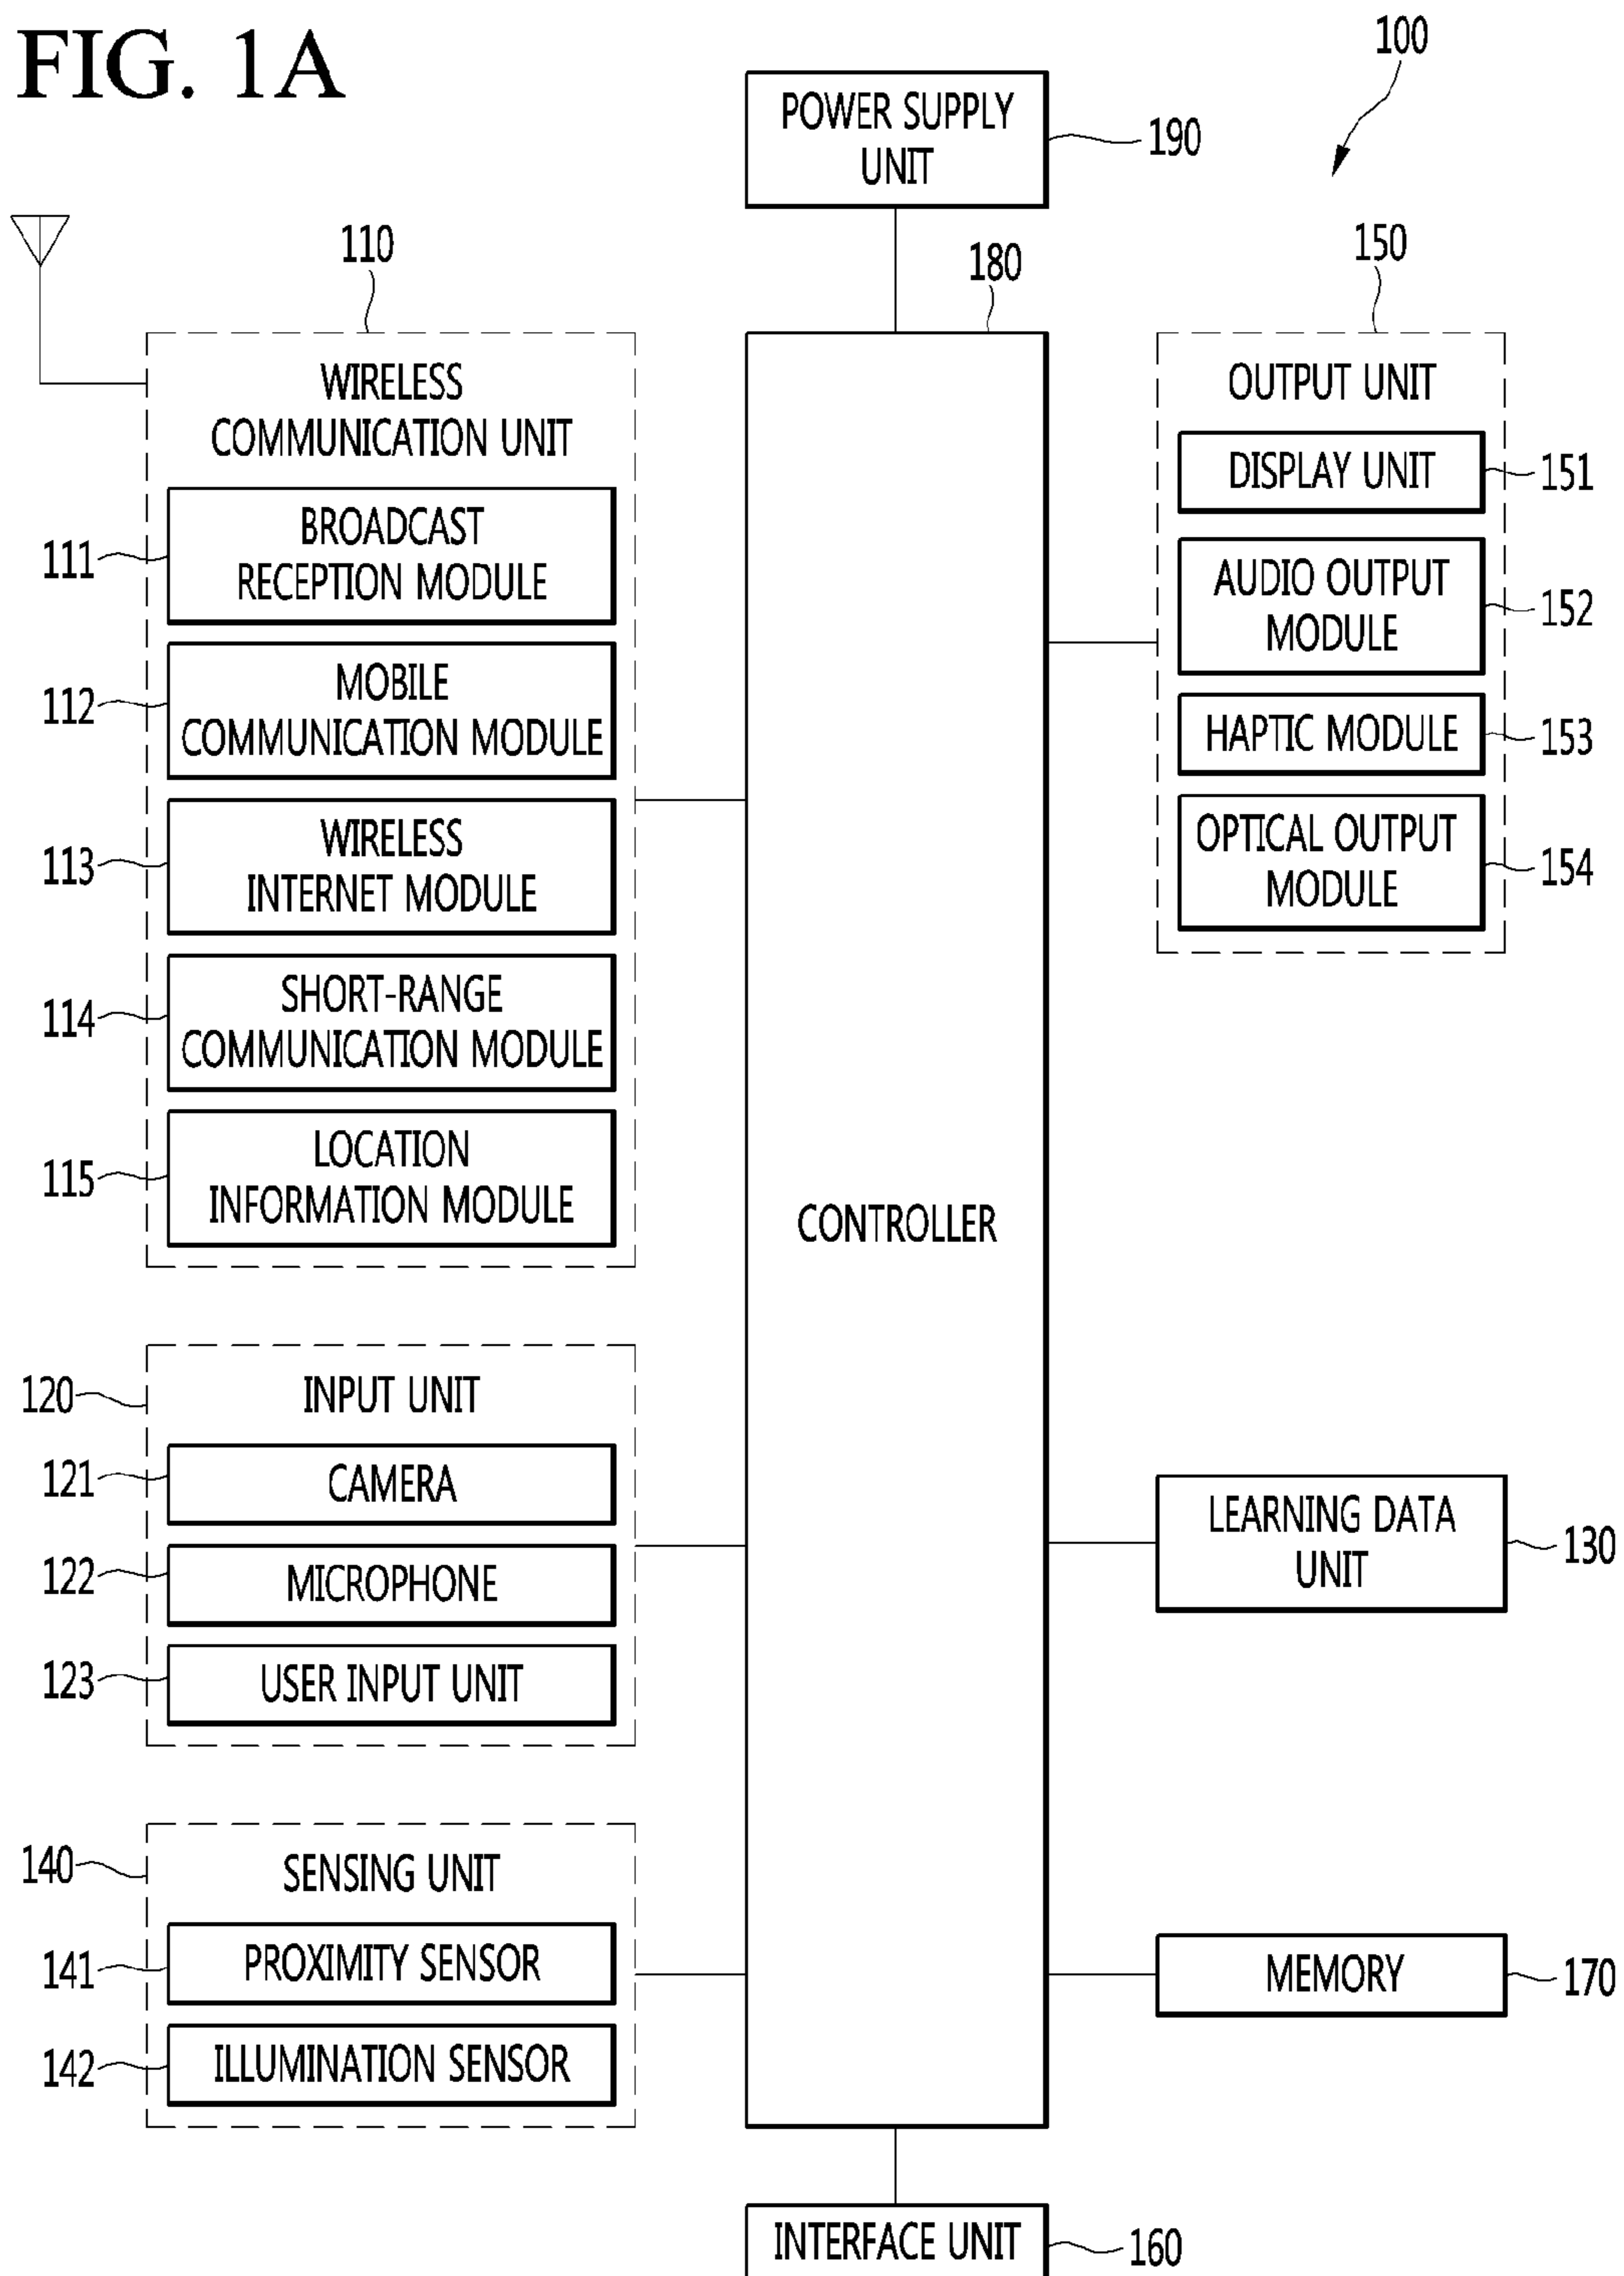 FIG. 1A
100
POWER SUPPLY
UNIT
190
110
180
150
WIRELESS
COMMUNICATION UNIT
BROADCAST
RECEPTION MODULE
111
MOBILE
COMMUNICATION MODULE
112
WIRELESS
INTERNET MODULE
113
SHORT-RANGE
COMMUNICATION MODULE
114
LOCATION
INFORMATION MODULE
115
120
INPUT UNIT
121
CAMERA
122
MICROPHONE
123
USER INPUT UNIT
140
SENSING UNIT
141
PROXIMITY SENSOR
142
ILLUMINATION SENSOR
CONTROLLER
OUTPUT UNIT
DISPLAY UNIT
151
AUDIO OUTPUT
MODULE
152
HAPTIC MODULE
153
OPTICAL OUTPUT
MODULE
154
LEARNING DATA
UNIT
130
MEMORY
170
INTERFACE UNIT
160